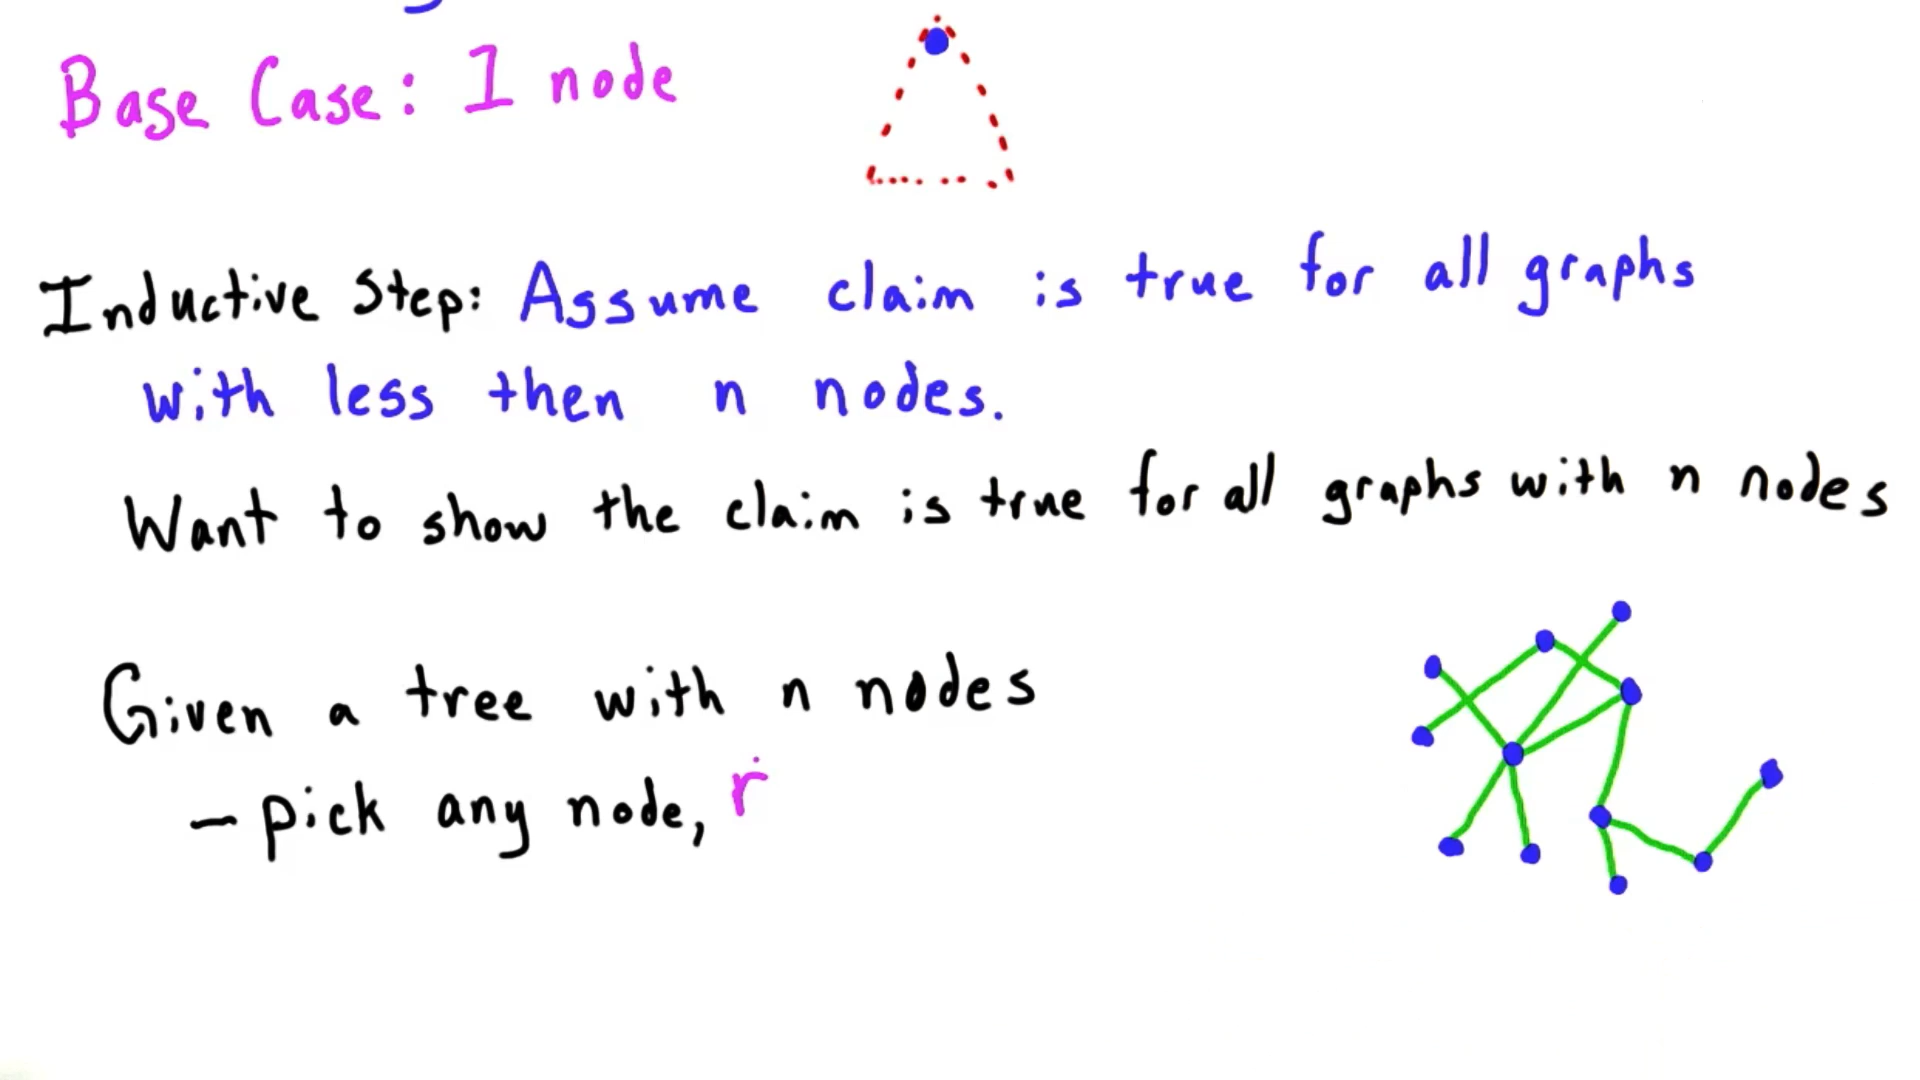 Base Case: 1 node
Inductive Step: Assume claim is true for all graphs
with less then n nodes.
Want to show the claim is true for all graphs with n nodes
Given a tree with n nodes
- pick any node, r